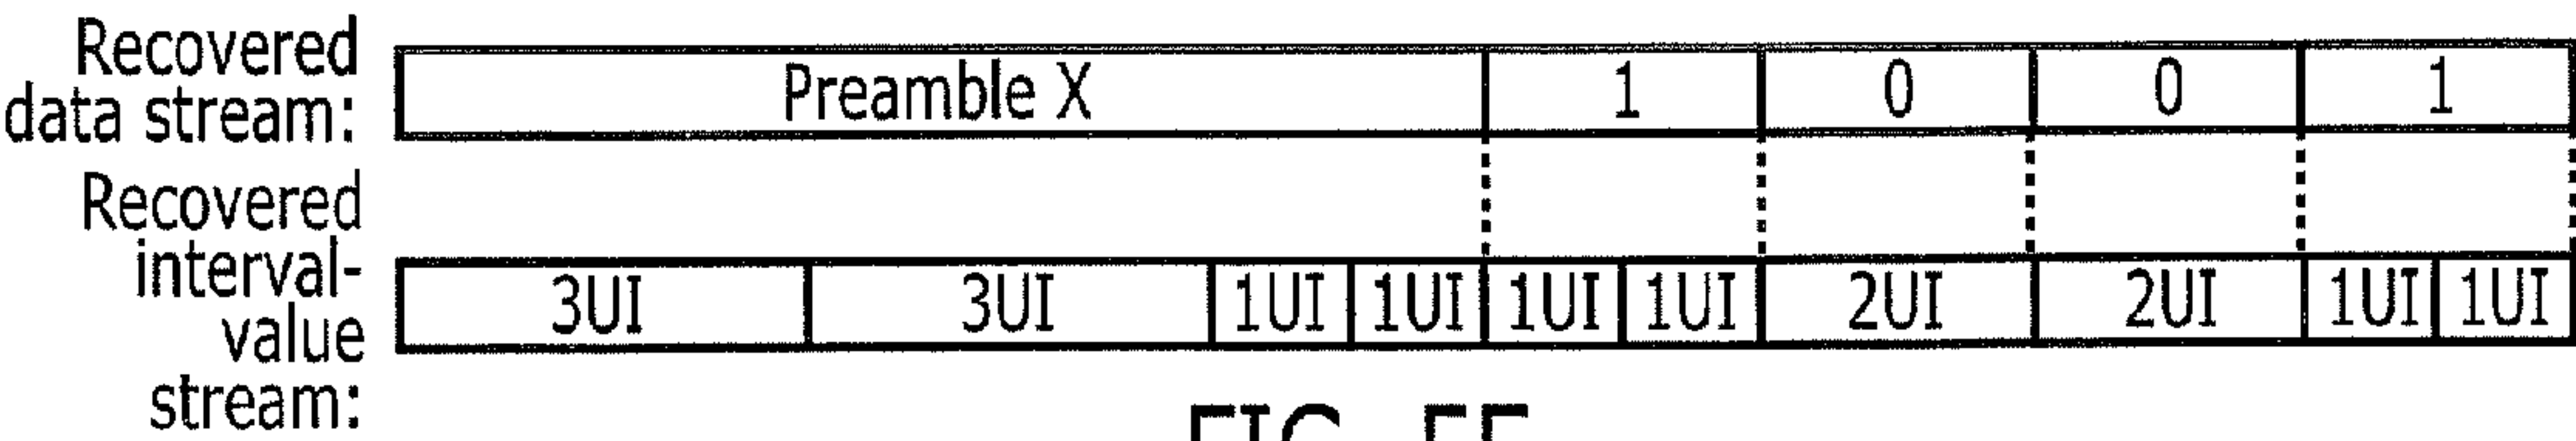 Recovered
data stream:
Preamble X 1 0 0 1
Recovered
interval-
value
stream:
3UI 3UI 1UI 1UI 1UI 1UI 2UI 2UI 1UI 1UI